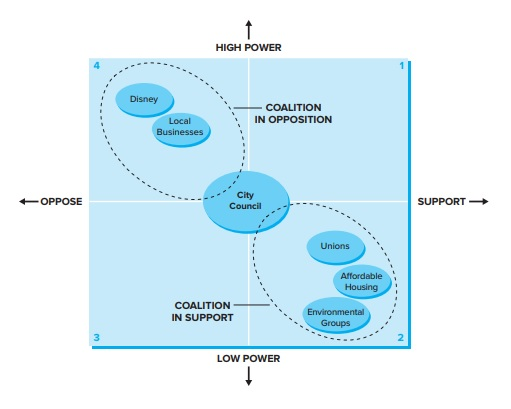 HIGH POWER
4
1
Disney
Local
Businesses
COALITION
IN OPPOSITION
OPPOSE
City
Council
SUPPORT
Unions
Affordable
Housing
COALITION
IN SUPPORT
Environmental
Groups
3
2
LOW POWER